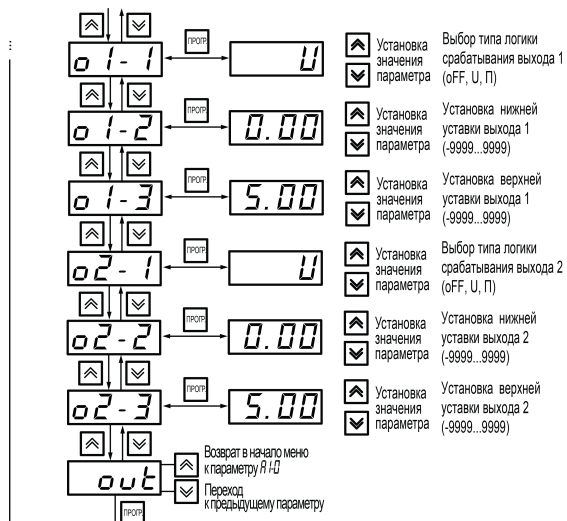 o1-1 ПРОГР. U Установка значения параметра Выбор типа логики срабатывания выхода 1 (oFF, U, П)
o1-2 ПРОГР. 0.00 Установка значения параметра Установка нижней уставки выхода 1 (-9999...9999)
o1-3 ПРОГР. 5.00 Установка значения параметра Установка верхней уставки выхода 1 (-9999...9999)
o2-1 ПРОГР. U Установка значения параметра Выбор типа логики срабатывания выхода 2 (oFF, U, П)
o2-2 ПРОГР. 0.00 Установка значения параметра Установка нижней уставки выхода 2 (-9999...9999)
o2-3 ПРОГР. 5.00 Установка значения параметра Установка верхней уставки выхода 2 (-9999...9999)
out
Возврат в начало меню
к параметру A1-0
Переход
к предыдущему параметру
ПРОГР.